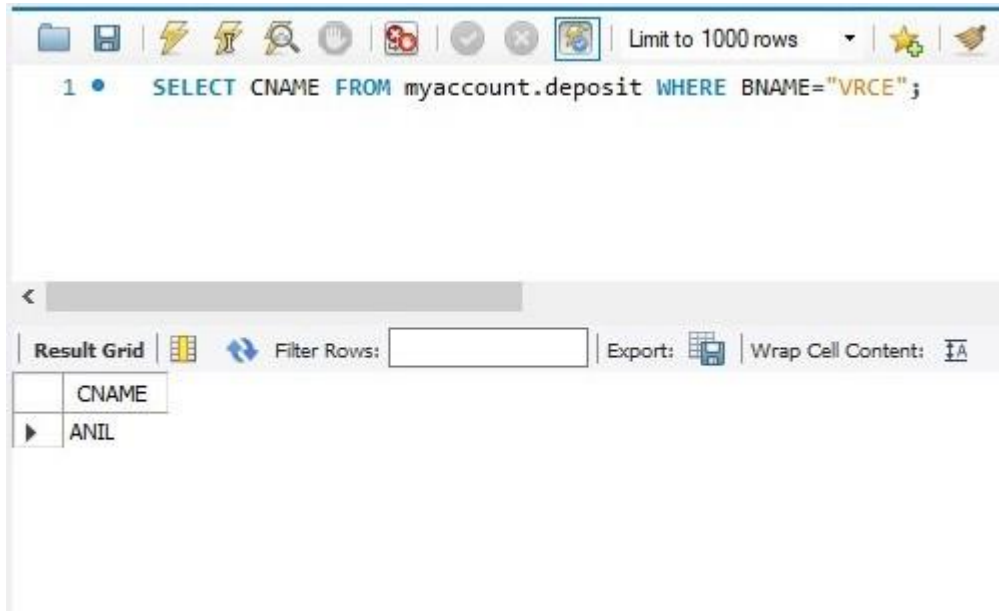 Limit to 1000 rows
1 SELECT CNAME FROM myaccount.deposit WHERE BNAME="VRCE";
Result Grid Filter Rows: Export: Wrap Cell Content: IA
CNAME
ANIL